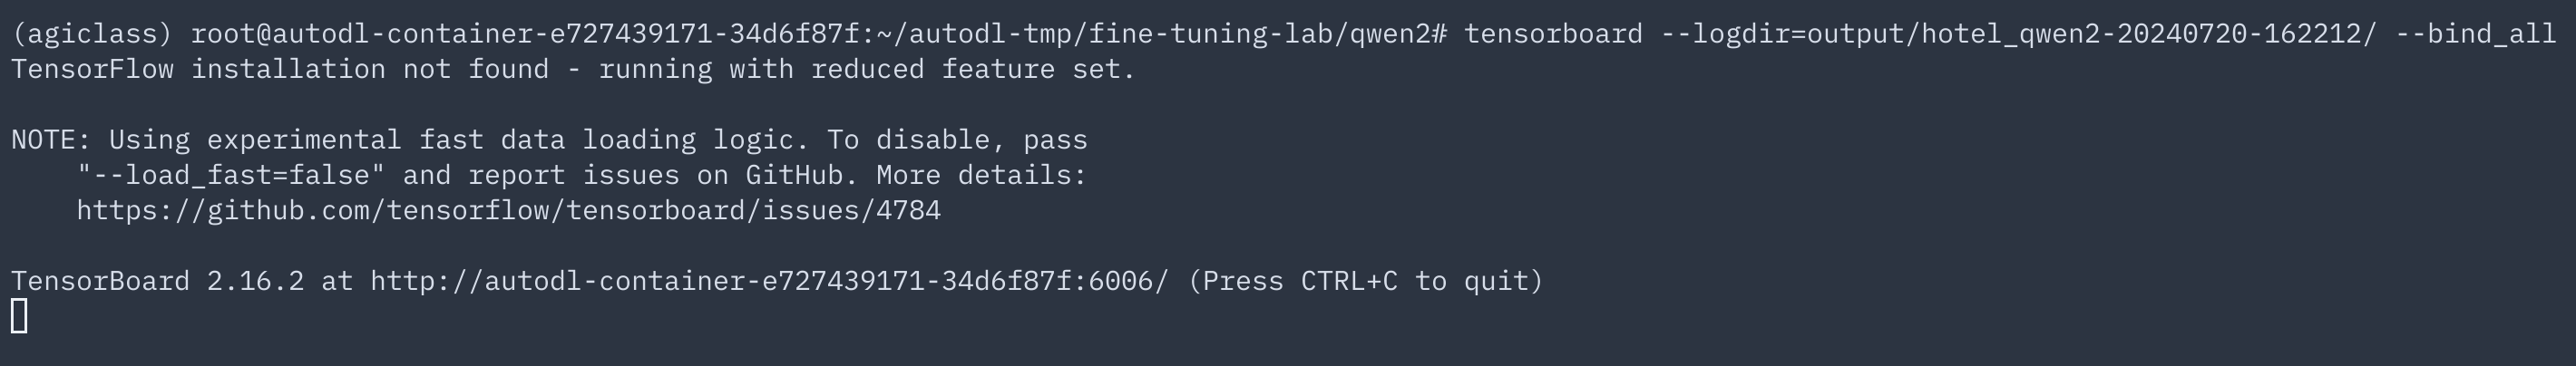 (agiclass) root@autodl-container-e727439171-34d6f87f:~/autodl-tmp/fine-tuning-lab/qwen2# tensorboard --logdir=output/hotel_qwen2-20240720-162212/ --bind_all
TensorFlow installation not found - running with reduced feature set.
NOTE: Using experimental fast data loading logic. To disable, pass
"--load_fast=false" and report issues on GitHub. More details:
https://github.com/tensorflow/tensorboard/issues/4784
TensorBoard 2.16.2 at http://autodl-container-e727439171-34d6f87f:6006/ (Press CTRL+C to quit)